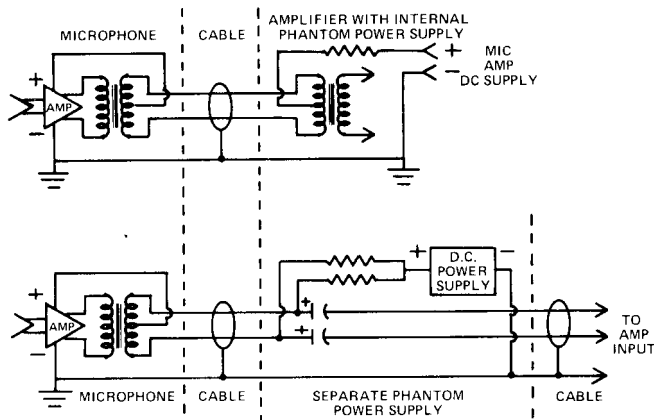 AMPLIFIER WITH INTERNAL
PHANTOM POWER SUPPLY
MICROPHONE
CABLE
+
AMP
−
+
−
MIC
AMP
DC SUPPLY
+
AMP
−
+
D.C.
POWER
SUPPLY
−
+
+
TO
AMP
INPUT
MICROPHONE
CABLE
SEPARATE PHANTOM
POWER SUPPLY
CABLE